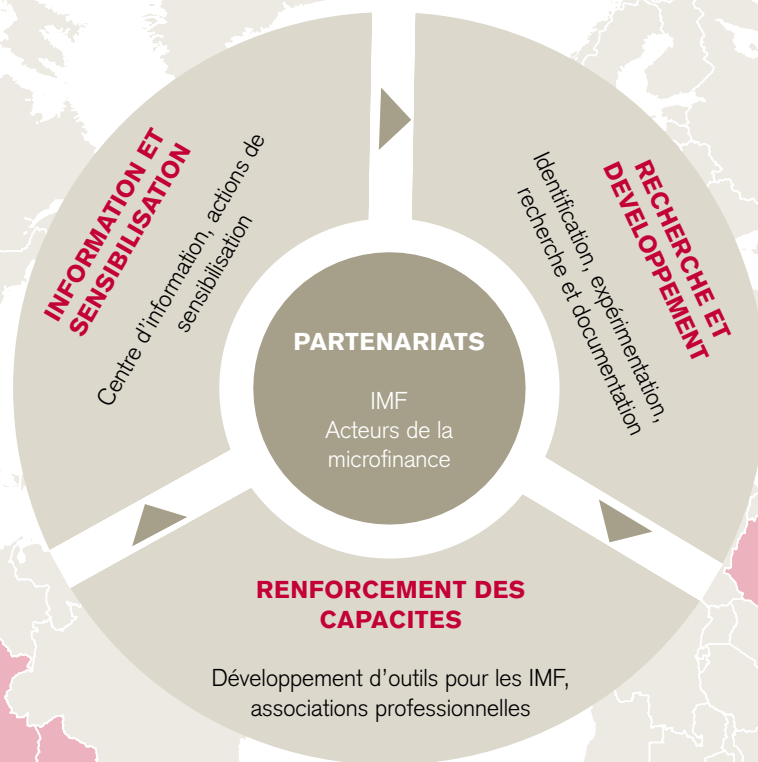 INFORMATION ET
SENSIBILISATION
Centre d'information, actions de
sensibilisation
RECHERCHE ET
DEVELOPPEMENT
Identification, expérimentation,
recherche et documentation
PARTENARIATS
IMF
Acteurs de la
microfinance
RENFORCEMENT DES
CAPACITES
Développement d'outils pour les IMF,
associations professionnelles